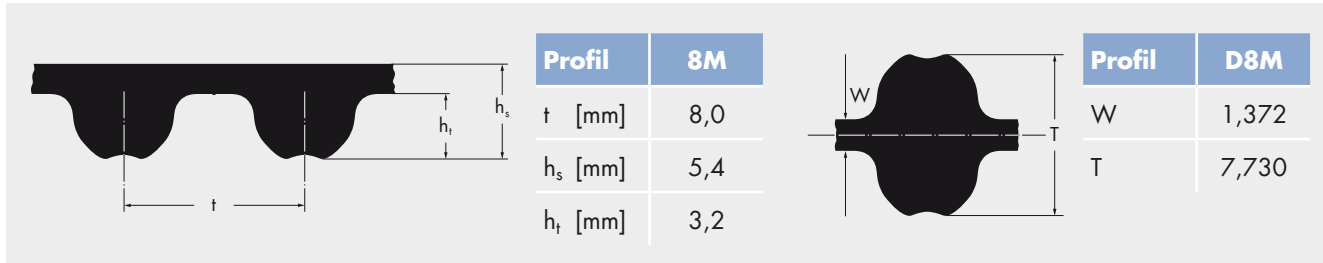 t
hₜ
hₛ
Profil 8M
t [mm] 8,0
hₛ [mm] 5,4
hₜ [mm] 3,2
W
T
Profil D8M
W 1,372
T 7,730